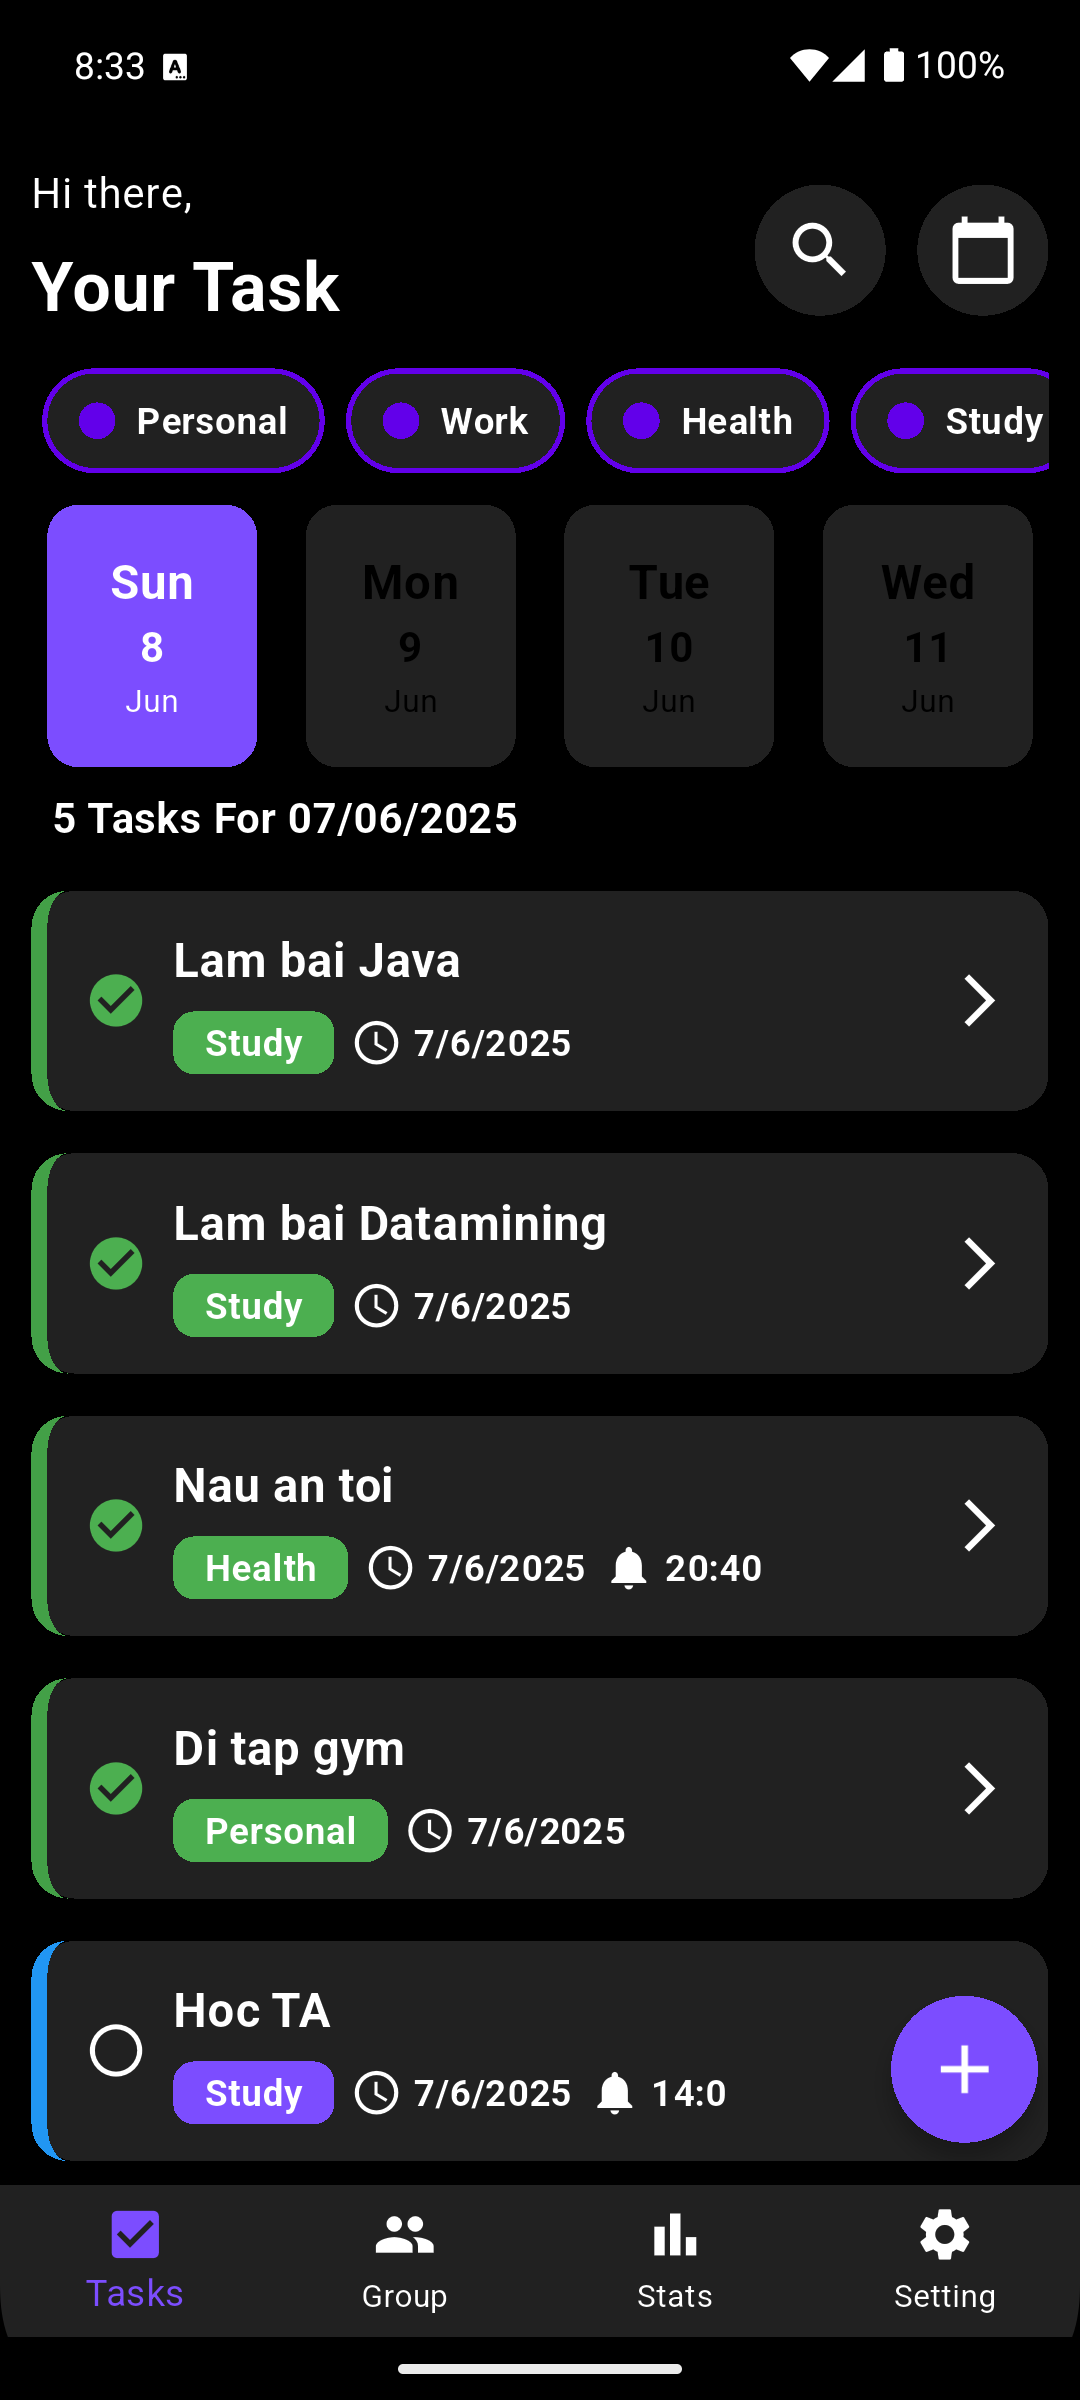 8:33
100%
Hi there,
Your Task
Personal
Work
Health
Study
Sun
8
Jun
Mon
9
Jun
Tue
10
Jun
Wed
11
Jun
5 Tasks For 07/06/2025
Lam bai Java
Study 7/6/2025
Lam bai Datamining
Study 7/6/2025
Nau an toi
Health 7/6/2025 20:40
Di tap gym
Personal 7/6/2025
Hoc TA
Study 7/6/2025 14:0
Tasks
Group
Stats
Setting